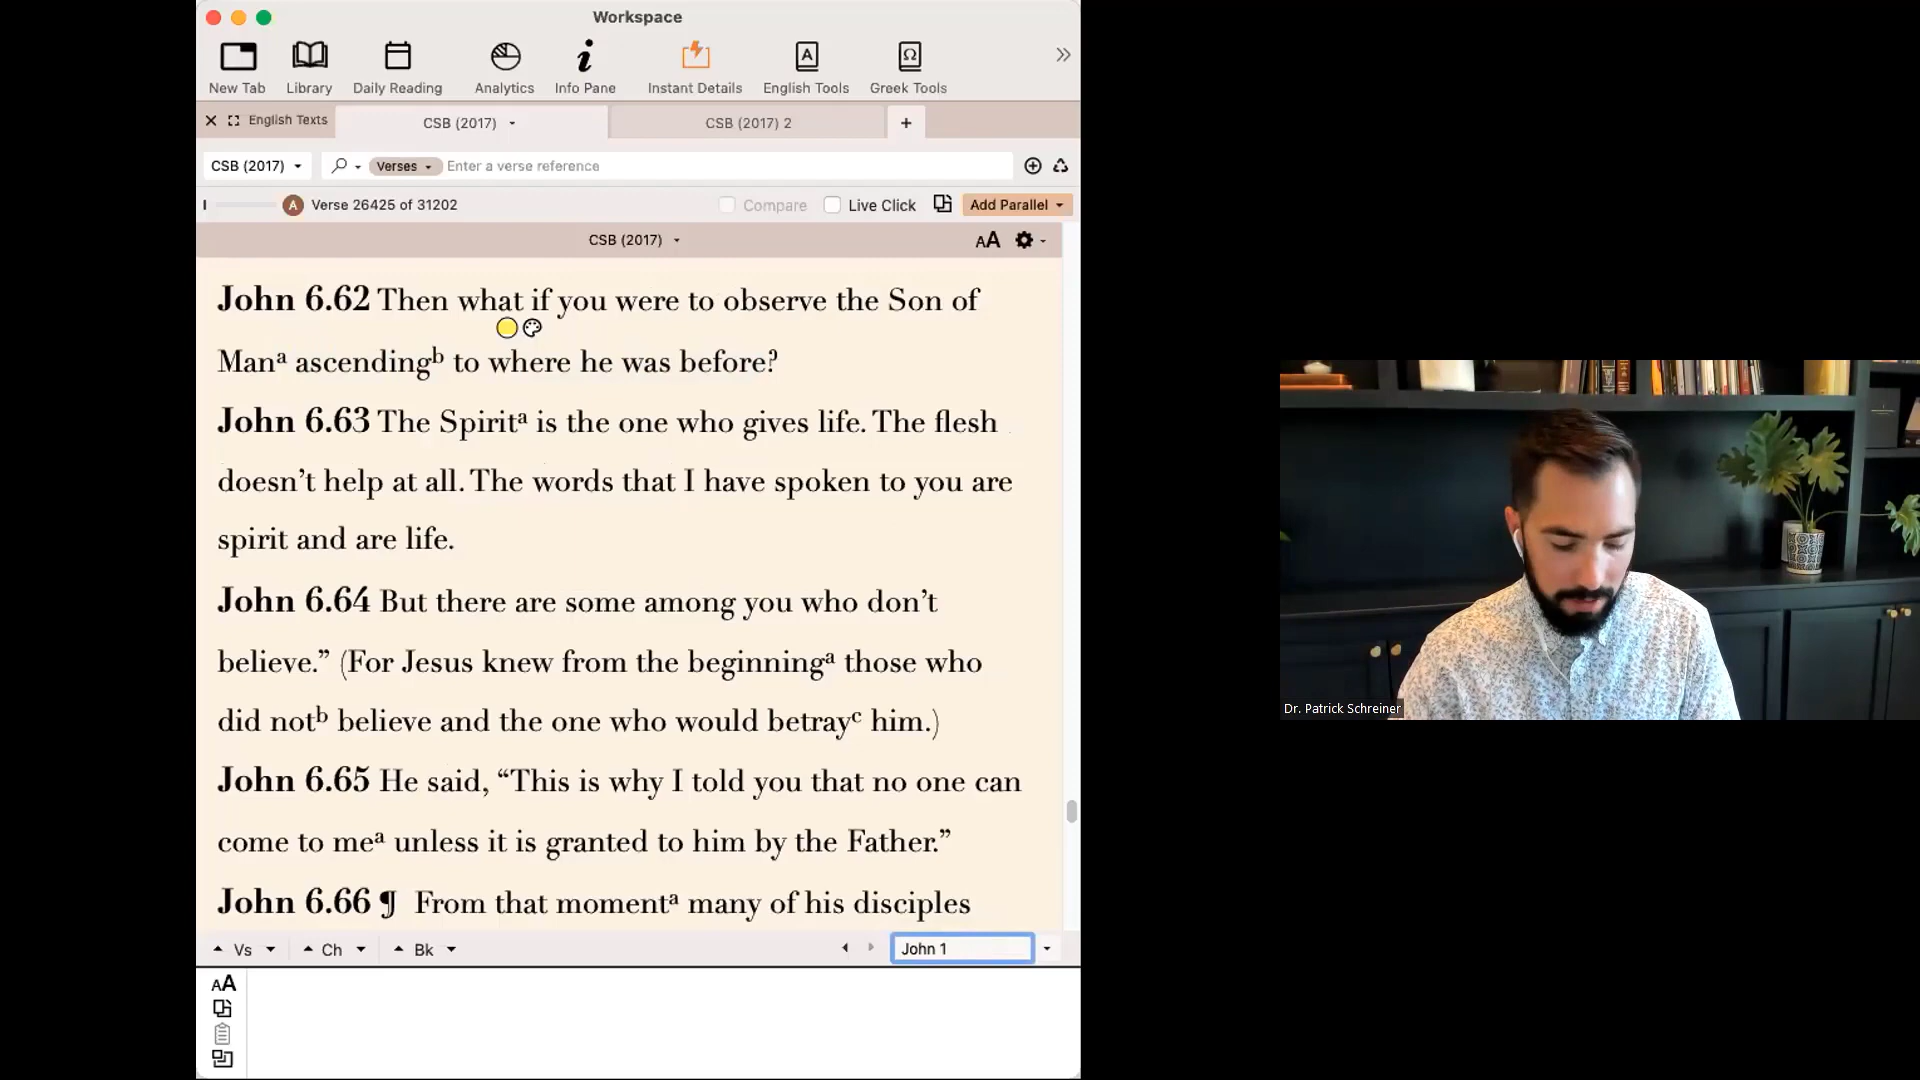 Workspace
New Tab Library Daily Reading Analytics Info Pane Instant Details English Tools Greek Tools
English Texts CSB (2017) CSB (2017) 2 +
CSB (2017) Verses Enter a verse reference
A Verse 26425 of 31202 Compare Live Click Add Parallel
CSB (2017) AA
John 6.62 Then what if you were to observe the Son of
Manᵃ ascendingᵇ to where he was before?
John 6.63 The Spiritᵃ is the one who gives life. The flesh
doesn’t help at all. The words that I have spoken to you are
spirit and are life.
John 6.64 But there are some among you who don’t
believe.” (For Jesus knew from the beginningᵃ those who
did notᵇ believe and the one who would betrayᶜ him.)
John 6.65 He said, “This is why I told you that no one can
come to meᵃ unless it is granted to him by the Father.”
John 6.66 ¶ From that momentᵃ many of his disciples
Vs Ch Bk John 1
AA
Dr. Patrick Schreiner